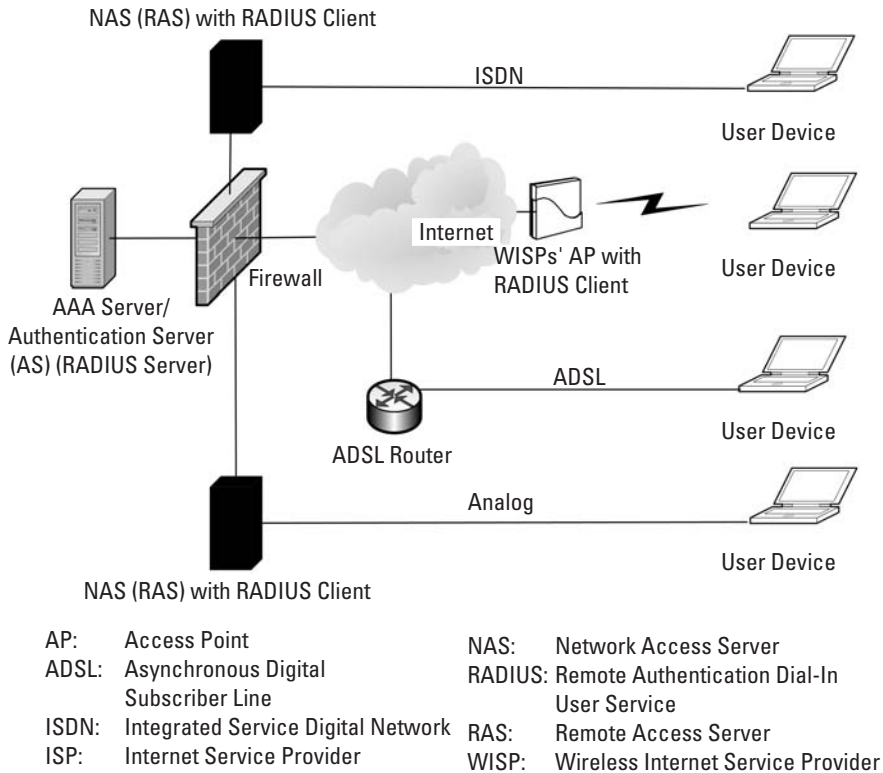 NAS (RAS) with RADIUS Client
ISDN
User Device
Internet
WISPs' AP with
RADIUS Client
User Device
Firewall
AAA Server/
Authentication Server
(AS) (RADIUS Server)
ADSL
User Device
ADSL Router
Analog
User Device
NAS (RAS) with RADIUS Client
AP: Access Point
ADSL: Asynchronous Digital
Subscriber Line
ISDN: Integrated Service Digital Network
ISP: Internet Service Provider
NAS: Network Access Server
RADIUS: Remote Authentication Dial-In
User Service
RAS: Remote Access Server
WISP: Wireless Internet Service Provider